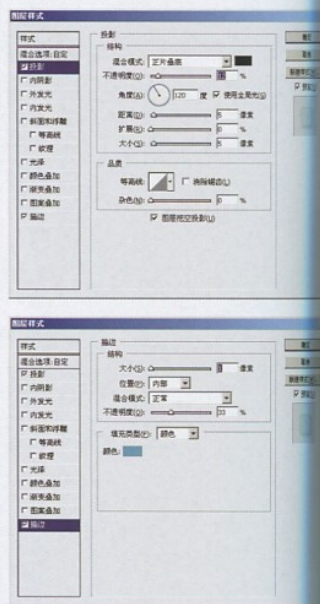 图层样式
样式
混合选项:自定
投影
内阴影
外发光
内发光
斜面和浮雕
等高线
纹理
光泽
颜色叠加
渐变叠加
图案叠加
描边
投影
结构
混合模式: 正片叠底
不透明度(O): %
角度(A): 120 度 使用全局光(G)
距离(D): 5 像素
扩展(R): 0 %
大小(S): 5 像素
品质
等高线: 消除锯齿(L)
杂色(N): 0 %
图层挖空投影(U)
图层样式
样式
混合选项:自定
投影
内阴影
外发光
内发光
斜面和浮雕
等高线
纹理
光泽
颜色叠加
渐变叠加
图案叠加
描边
描边
结构
大小(S): 像素
位置(P): 内部
混合模式: 正常
不透明度(O): 33 %
填充类型(F): 颜色
颜色: